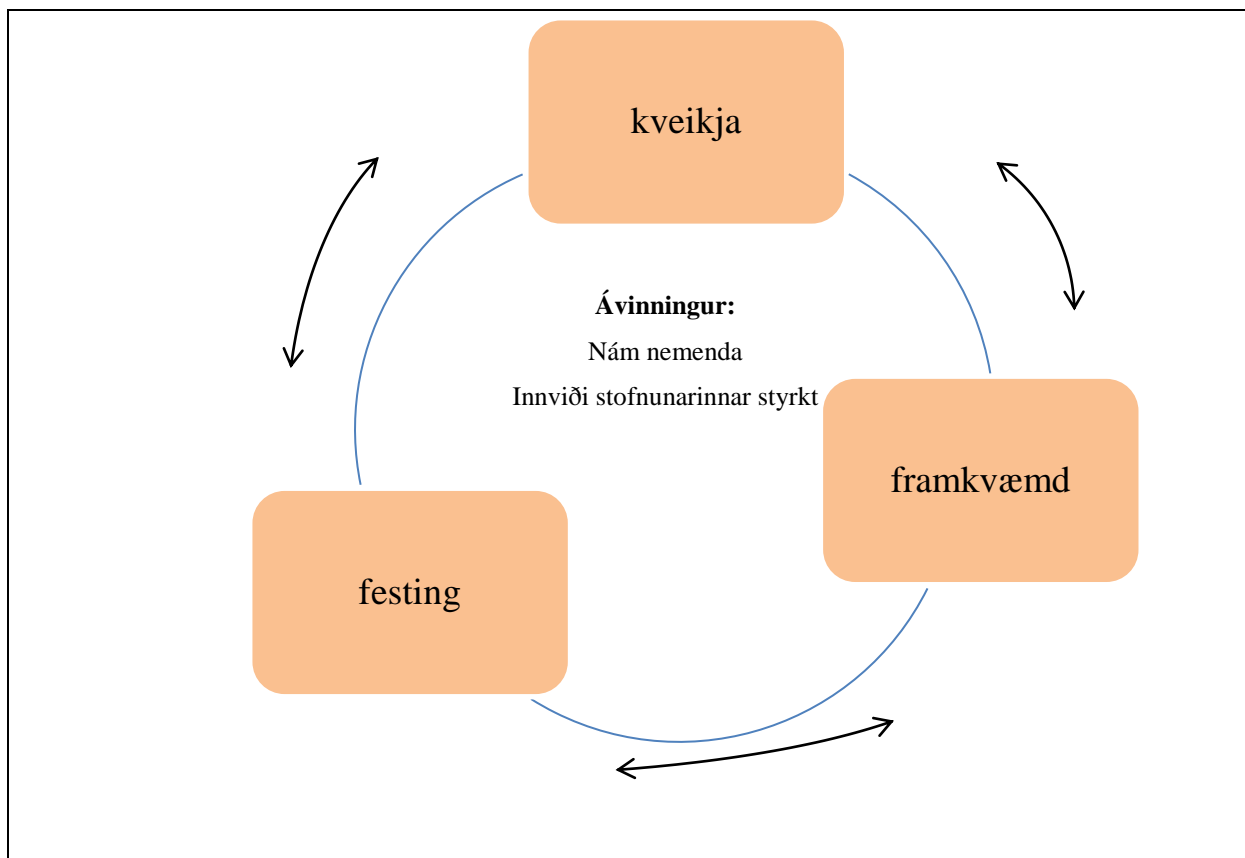 kveikja
Ávinningur:
Nám nemenda
Innviði stofnunarinnar styrkt
framkvæmd
festing